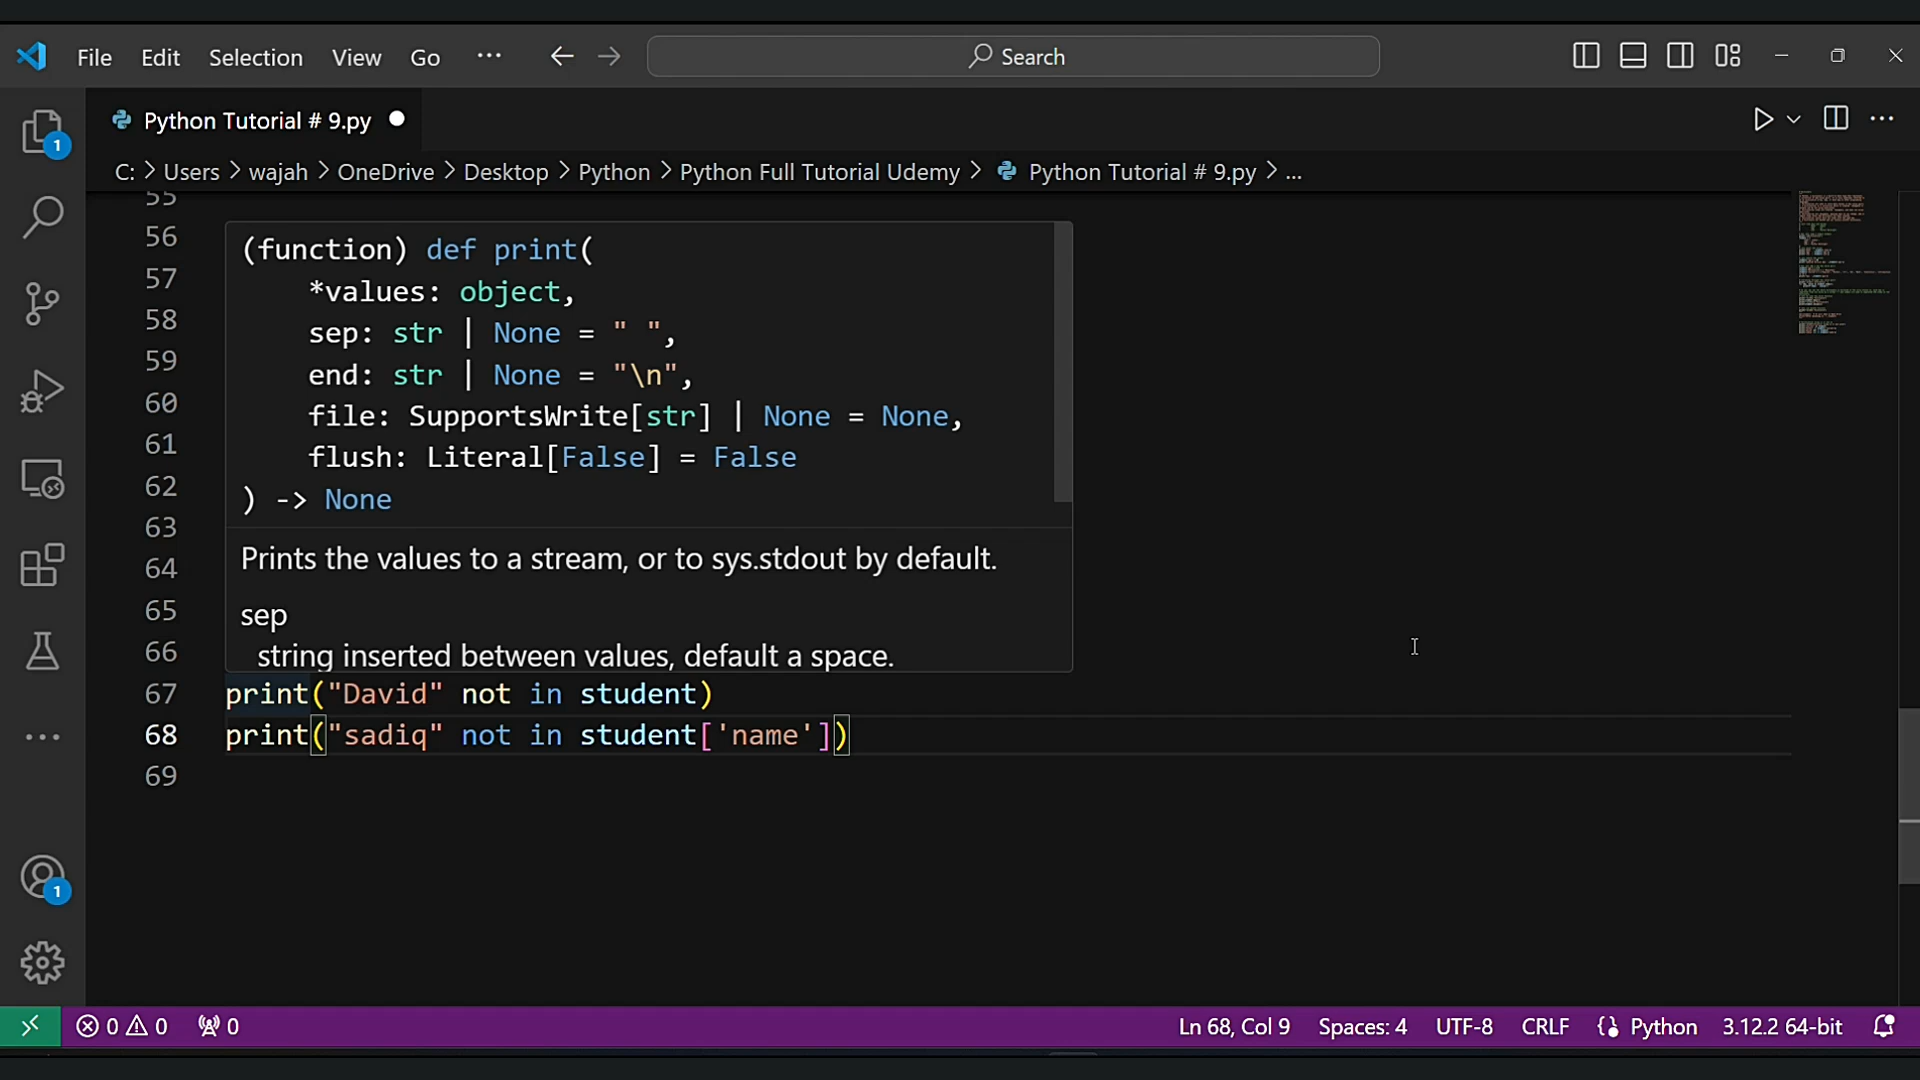 File Edit Selection View Go ··· Search
Python Tutorial # 9.py
C: > Users > wajah > OneDrive > Desktop > Python > Python Full Tutorial Udemy > Python Tutorial # 9.py > ...
55
56 (function) def print(
57 *values: object,
58 sep: str | None = " ",
59 end: str | None = "\n",
60 file: SupportsWrite[str] | None = None,
61 flush: Literal[False] = False
62 ) -> None
63
64 Prints the values to a stream, or to sys.stdout by default.
65 sep
66 string inserted between values, default a space.
67 print("David" not in student)
68 print("sadiq" not in student['name'])
69
1
1
0 0 0 Ln 68, Col 9 Spaces: 4 UTF-8 CRLF Python 3.12.2 64-bit